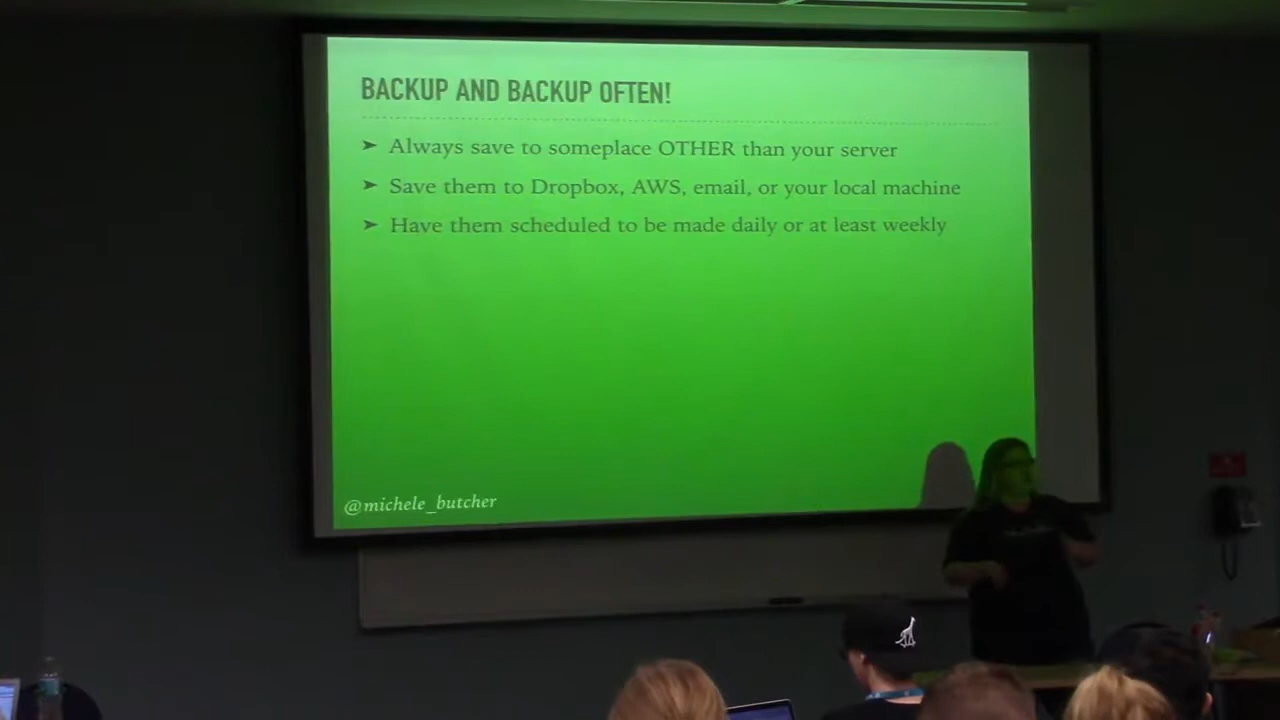 BACKUP AND BACKUP OFTEN!
➤ Always save to someplace OTHER than your server
➤ Save them to Dropbox, AWS, email, or your local machine
➤ Have them scheduled to be made daily or at least weekly
@michele_butcher